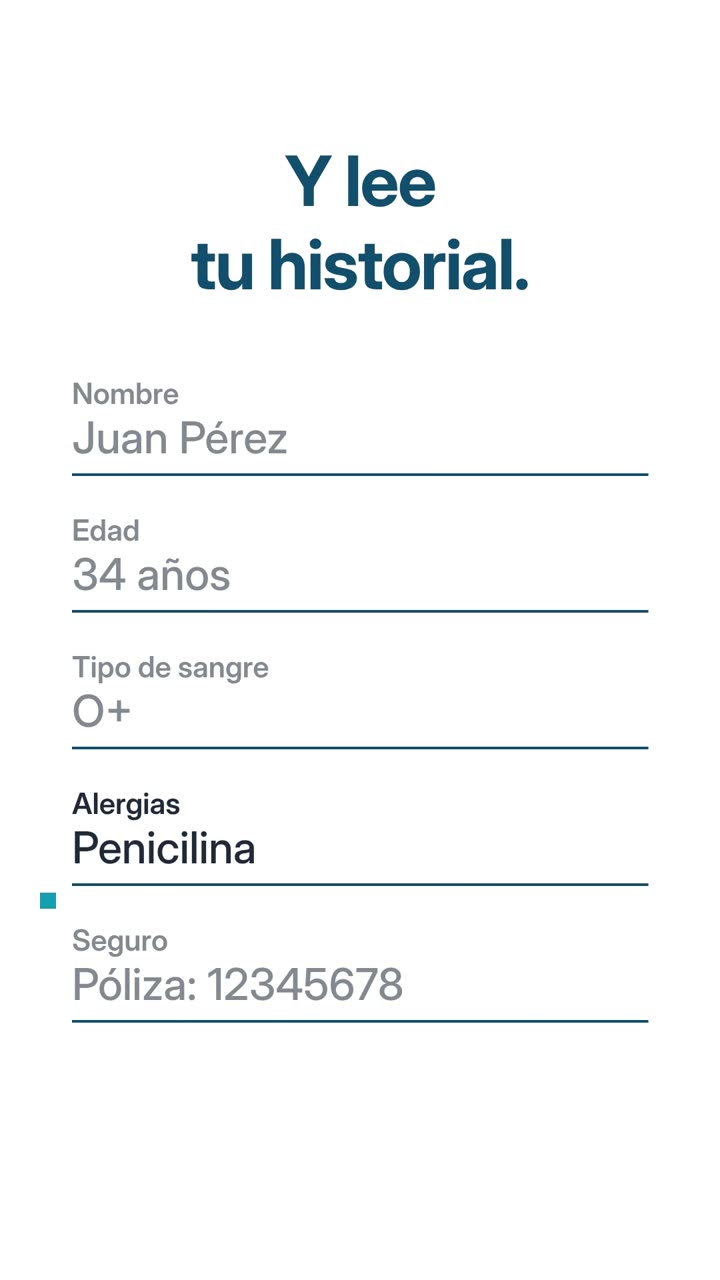 Y lee
tu historial.
Nombre
Juan Pérez
Edad
34 años
Tipo de sangre
O+
Alergias
Penicilina
Seguro
Póliza: 12345678